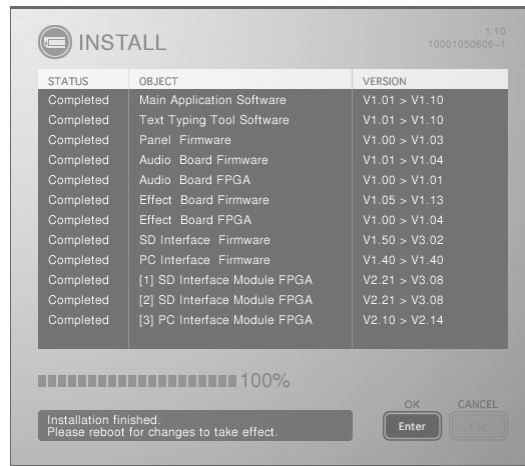 INSTALL
1.10
10001050606-1
STATUS OBJECT VERSION
Completed Main Application Software V1.01 > V1.10
Completed Text Typing Tool Software V1.01 > V1.10
Completed Panel Firmware V1.00 > V1.03
Completed Audio Board Firmware V1.01 > V1.04
Completed Audio Board FPGA V1.00 > V1.01
Completed Effect Board Firmware V1.05 > V1.13
Completed Effect Board FPGA V1.00 > V1.04
Completed SD Interface Firmware V1.50 > V3.02
Completed PC Interface Firmware V1.40 > V1.40
Completed [1] SD Interface Module FPGA V2.21 > V3.08
Completed [2] SD Interface Module FPGA V2.21 > V3.08
Completed [3] PC Interface Module FPGA V2.10 > V2.14
100%
Installation finished.
Please reboot for changes to take effect.
OK CANCEL
Enter Esc